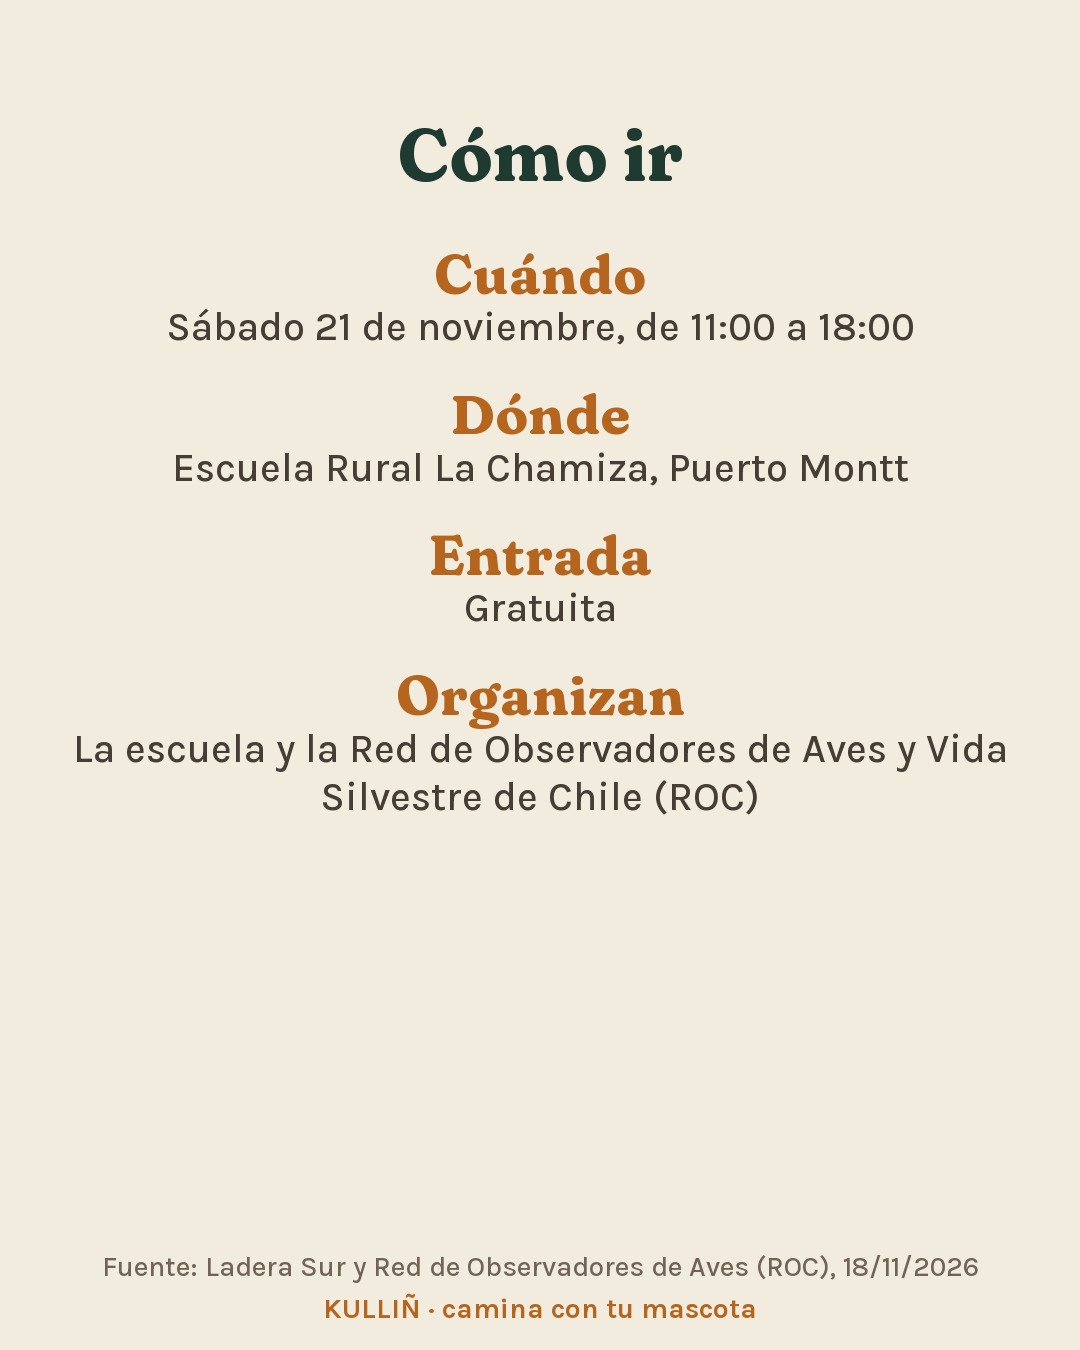 Cómo ir
Cuándo
Sábado 21 de noviembre, de 11:00 a 18:00
Dónde
Escuela Rural La Chamiza, Puerto Montt
Entrada
Gratuita
Organizan
La escuela y la Red de Observadores de Aves y Vida
Silvestre de Chile (ROC)
Fuente: Ladera Sur y Red de Observadores de Aves (ROC), 18/11/2026
KULLIÑ · camina con tu mascota